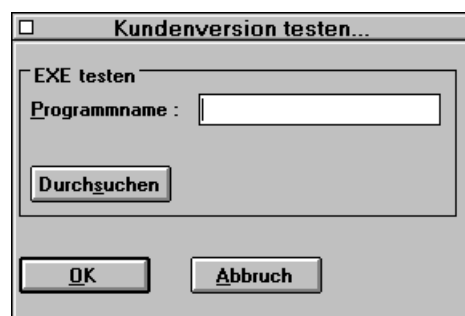 Kundenversion testen...
EXE testen
Programmname :
Durchsuchen
OK Abbruch